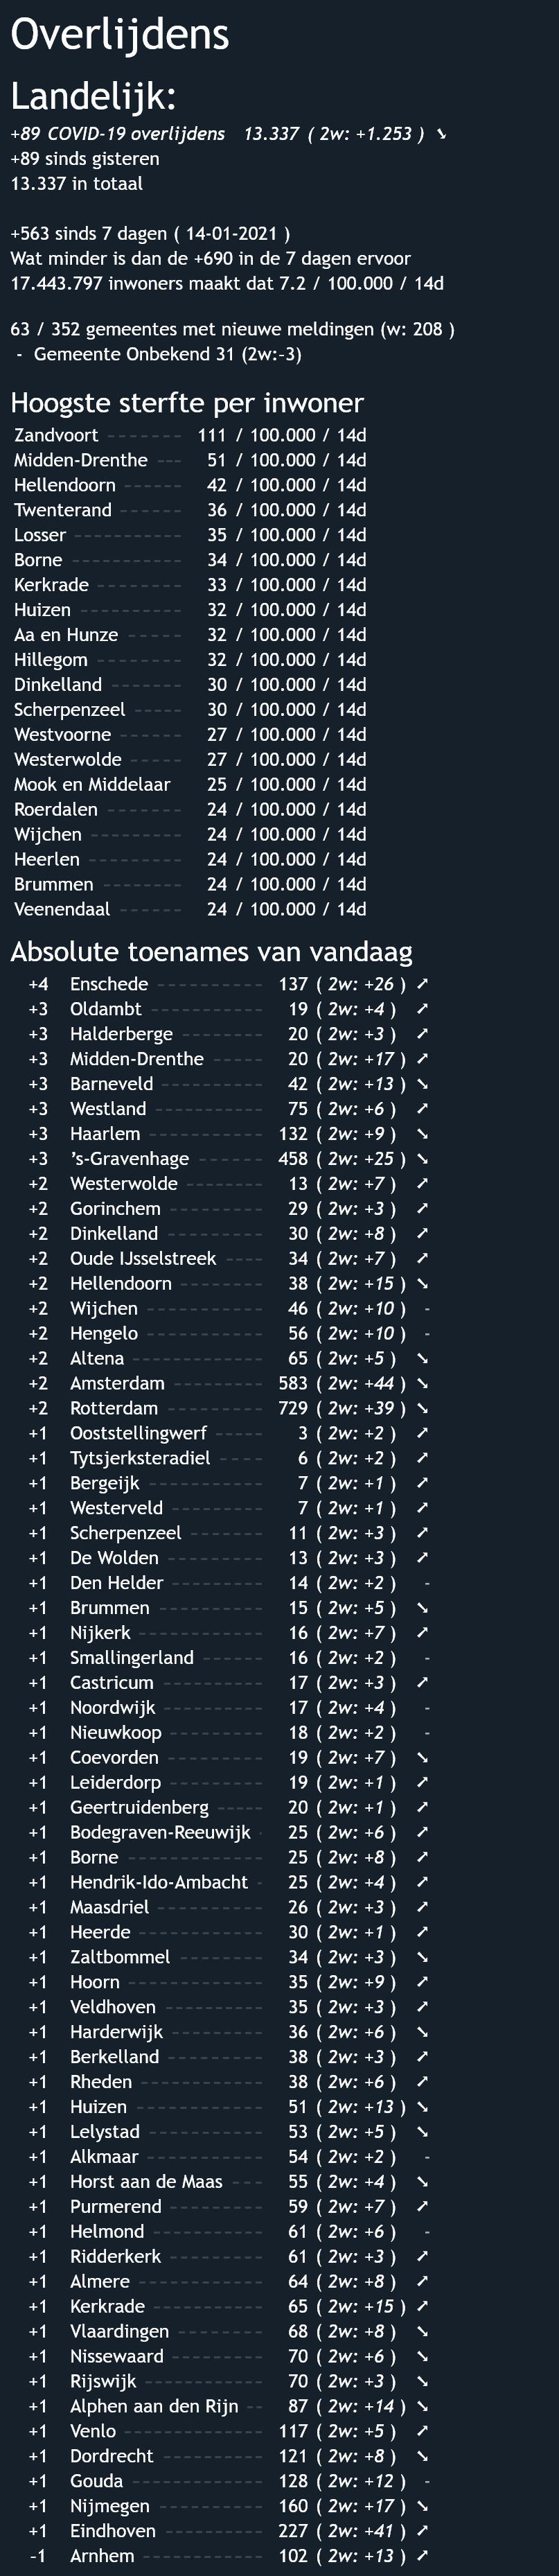 Overlijdens
Landelijk:
+89 COVID-19 overlijdens 13.337 ( 2w: +1.253 ) ➘
+89 sinds gisteren
13.337 in totaal
+563 sinds 7 dagen ( 14-01-2021 )
Wat minder is dan de +690 in de 7 dagen ervoor
17.443.797 inwoners maakt dat 7.2 / 100.000 / 14d
63 / 352 gemeentes met nieuwe meldingen (w: 208 )
- Gemeente Onbekend 31 (2w:-3)
Hoogste sterfte per inwoner
Zandvoort ------- 111 / 100.000 / 14d
Midden-Drenthe --- 51 / 100.000 / 14d
Hellendoorn ------ 42 / 100.000 / 14d
Twenterand ------ 36 / 100.000 / 14d
Losser ---------- 35 / 100.000 / 14d
Borne ---------- 34 / 100.000 / 14d
Kerkrade -------- 33 / 100.000 / 14d
Huizen --------- 32 / 100.000 / 14d
Aa en Hunze ----- 32 / 100.000 / 14d
Hillegom -------- 32 / 100.000 / 14d
Dinkelland ------- 30 / 100.000 / 14d
Scherpenzeel ----- 30 / 100.000 / 14d
Westvoorne ------ 27 / 100.000 / 14d
Westerwolde ----- 27 / 100.000 / 14d
Mook en Middelaar 25 / 100.000 / 14d
Roerdalen ------- 24 / 100.000 / 14d
Wijchen --------- 24 / 100.000 / 14d
Heerlen --------- 24 / 100.000 / 14d
Brummen -------- 24 / 100.000 / 14d
Veenendaal ------ 24 / 100.000 / 14d
Absolute toenames van vandaag
+4 Enschede ---------- 137 ( 2w: +26 ) ➚
+3 Oldambt ----------- 19 ( 2w: +4 ) ➚
+3 Halderberge -------- 20 ( 2w: +3 ) ➚
+3 Midden-Drenthe ----- 20 ( 2w: +17 ) ➚
+3 Barneveld ---------- 42 ( 2w: +13 ) ➘
+3 Westland ---------- 75 ( 2w: +6 ) ➚
+3 Haarlem ----------- 132 ( 2w: +9 ) ➘
+3 's-Gravenhage ------ 458 ( 2w: +25 ) ➘
+2 Westerwolde ------- 13 ( 2w: +7 ) ➚
+2 Gorinchem --------- 29 ( 2w: +3 ) ➚
+2 Dinkelland --------- 30 ( 2w: +8 ) ➚
+2 Oude IJsselstreek ---- 34 ( 2w: +7 ) ➚
+2 Hellendoorn -------- 38 ( 2w: +15 ) ➘
+2 Wijchen ----------- 46 ( 2w: +10 ) -
+2 Hengelo ----------- 56 ( 2w: +10 ) -
+2 Altena ------------ 65 ( 2w: +5 ) ➘
+2 Amsterdam --------- 583 ( 2w: +44 ) ➘
+2 Rotterdam --------- 729 ( 2w: +39 ) ➘
+1 Ooststellingwerf ----- 3 ( 2w: +2 ) ➚
+1 Tytsjerksteradiel ---- 6 ( 2w: +2 ) ➚
+1 Bergeijk ----------- 7 ( 2w: +1 ) ➚
+1 Westerveld --------- 7 ( 2w: +1 ) ➚
+1 Scherpenzeel ------- 11 ( 2w: +3 ) ➚
+1 De Wolden --------- 13 ( 2w: +3 ) ➚
+1 Den Helder --------- 14 ( 2w: +2 ) -
+1 Brummen ---------- 15 ( 2w: +5 ) ➘
+1 Nijkerk ----------- 16 ( 2w: +7 ) ➚
+1 Smallingerland ------ 16 ( 2w: +2 ) -
+1 Castricum ---------- 17 ( 2w: +3 ) ➚
+1 Noordwijk --------- 17 ( 2w: +4 ) -
+1 Nieuwkoop --------- 18 ( 2w: +2 ) -
+1 Coevorden --------- 19 ( 2w: +7 ) ➘
+1 Leiderdorp --------- 19 ( 2w: +1 ) ➚
+1 Geertruidenberg ----- 20 ( 2w: +1 ) ➚
+1 Bodegraven-Reeuwijk - 25 ( 2w: +6 ) ➚
+1 Borne ------------ 25 ( 2w: +8 ) ➚
+1 Hendrik-Ido-Ambacht - 25 ( 2w: +4 ) ➚
+1 Maasdriel ---------- 26 ( 2w: +3 ) ➚
+1 Heerde ----------- 30 ( 2w: +1 ) ➚
+1 Zaltbommel -------- 34 ( 2w: +3 ) ➘
+1 Hoorn ------------ 35 ( 2w: +9 ) ➚
+1 Veldhoven ---------- 35 ( 2w: +3 ) ➚
+1 Harderwijk --------- 36 ( 2w: +6 ) ➘
+1 Berkelland --------- 38 ( 2w: +3 ) ➚
+1 Rheden ----------- 38 ( 2w: +6 ) ➚
+1 Huizen ------------ 51 ( 2w: +13 ) ➘
+1 Lelystad ----------- 53 ( 2w: +5 ) ➘
+1 Alkmaar ----------- 54 ( 2w: +2 ) -
+1 Horst aan de Maas --- 55 ( 2w: +4 ) ➘
+1 Purmerend --------- 59 ( 2w: +7 ) ➚
+1 Helmond ----------- 61 ( 2w: +6 ) -
+1 Ridderkerk --------- 61 ( 2w: +3 ) ➚
+1 Almere ------------ 64 ( 2w: +8 ) ➚
+1 Kerkrade ---------- 65 ( 2w: +15 ) ➚
+1 Vlaardingen -------- 68 ( 2w: +8 ) ➘
+1 Nissewaard --------- 70 ( 2w: +6 ) ➘
+1 Rijswijk ----------- 70 ( 2w: +3 ) ➘
+1 Alphen aan den Rijn -- 87 ( 2w: +14 ) ➘
+1 Venlo ------------ 117 ( 2w: +5 ) ➚
+1 Dordrecht ---------- 121 ( 2w: +8 ) ➘
+1 Gouda ------------ 128 ( 2w: +12 ) -
+1 Nijmegen ---------- 160 ( 2w: +17 ) ➘
+1 Eindhoven ---------- 227 ( 2w: +41 ) ➚
-1 Arnhem ----------- 102 ( 2w: +13 ) ➚